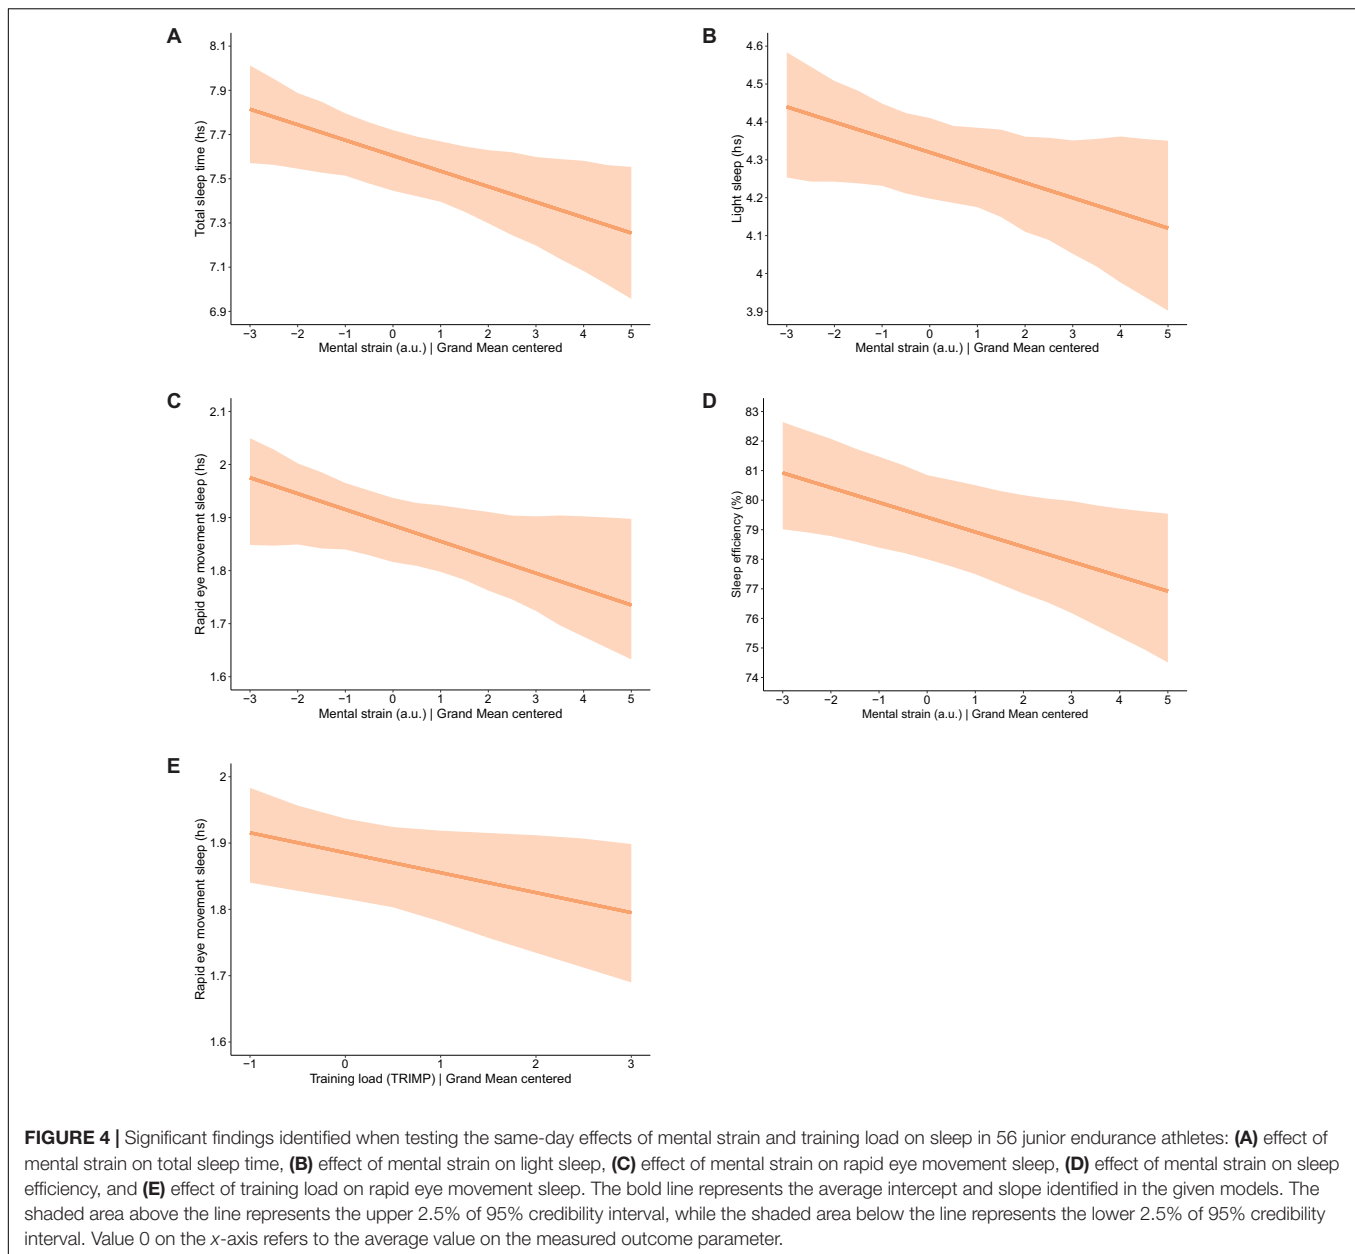 A
8.1
7.9
7.7
7.5
7.3
7.1
6.9
Total sleep time (hs)
−3 −2 −1 0 1 2 3 4 5
Mental strain (a.u.) | Grand Mean centered
B
4.6
4.5
4.4
4.3
4.2
4.1
4
3.9
Light sleep (hs)
−3 −2 −1 0 1 2 3 4 5
Mental strain (a.u.) | Grand Mean centered
C
2.1
2
1.9
1.8
1.7
1.6
Rapid eye movement sleep (hs)
−3 −2 −1 0 1 2 3 4 5
Mental strain (a.u.) | Grand Mean centered
D
83
82
81
80
79
78
77
76
75
74
Sleep efficiency (%)
−3 −2 −1 0 1 2 3 4 5
Mental strain (a.u.) | Grand Mean centered
E
2
1.9
1.8
1.7
1.6
Rapid eye movement sleep (hs)
−1 0 1 2 3
Training load (TRIMP) | Grand Mean centered
FIGURE 4 | Significant findings identified when testing the same-day effects of mental strain and training load on sleep in 56 junior endurance athletes: (A) effect of
mental strain on total sleep time, (B) effect of mental strain on light sleep, (C) effect of mental strain on rapid eye movement sleep, (D) effect of mental strain on sleep
efficiency, and (E) effect of training load on rapid eye movement sleep. The bold line represents the average intercept and slope identified in the given models. The
shaded area above the line represents the upper 2.5% of 95% credibility interval, while the shaded area below the line represents the lower 2.5% of 95% credibility
interval. Value 0 on the x-axis refers to the average value on the measured outcome parameter.